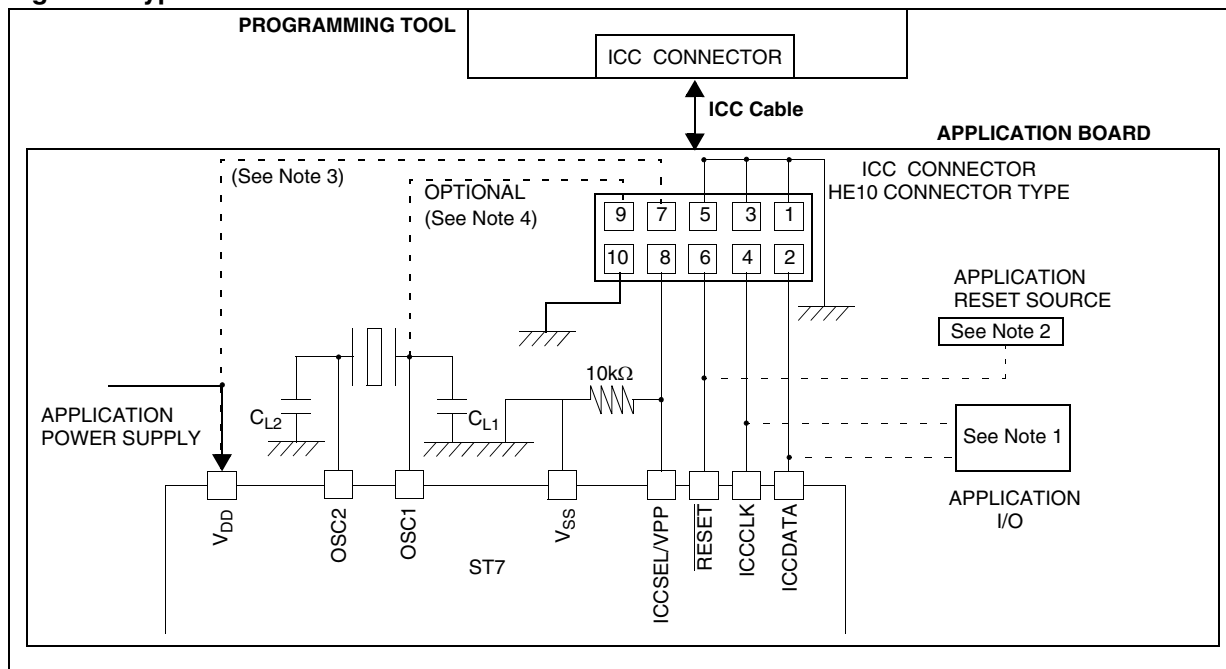 PROGRAMMING TOOL
ICC CONNECTOR
ICC Cable
APPLICATION BOARD
(See Note 3)
OPTIONAL
(See Note 4)
ICC CONNECTOR
HE10 CONNECTOR TYPE
9 7 5 3 1
10 8 6 4 2
APPLICATION
RESET SOURCE
See Note 2
10kΩ
APPLICATION
POWER SUPPLY
CL2
CL1
See Note 1
APPLICATION
I/O
VDD
OSC2
OSC1
VSS
ICCSEL/VPP
RESET
ICCCLK
ICCDATA
ST7